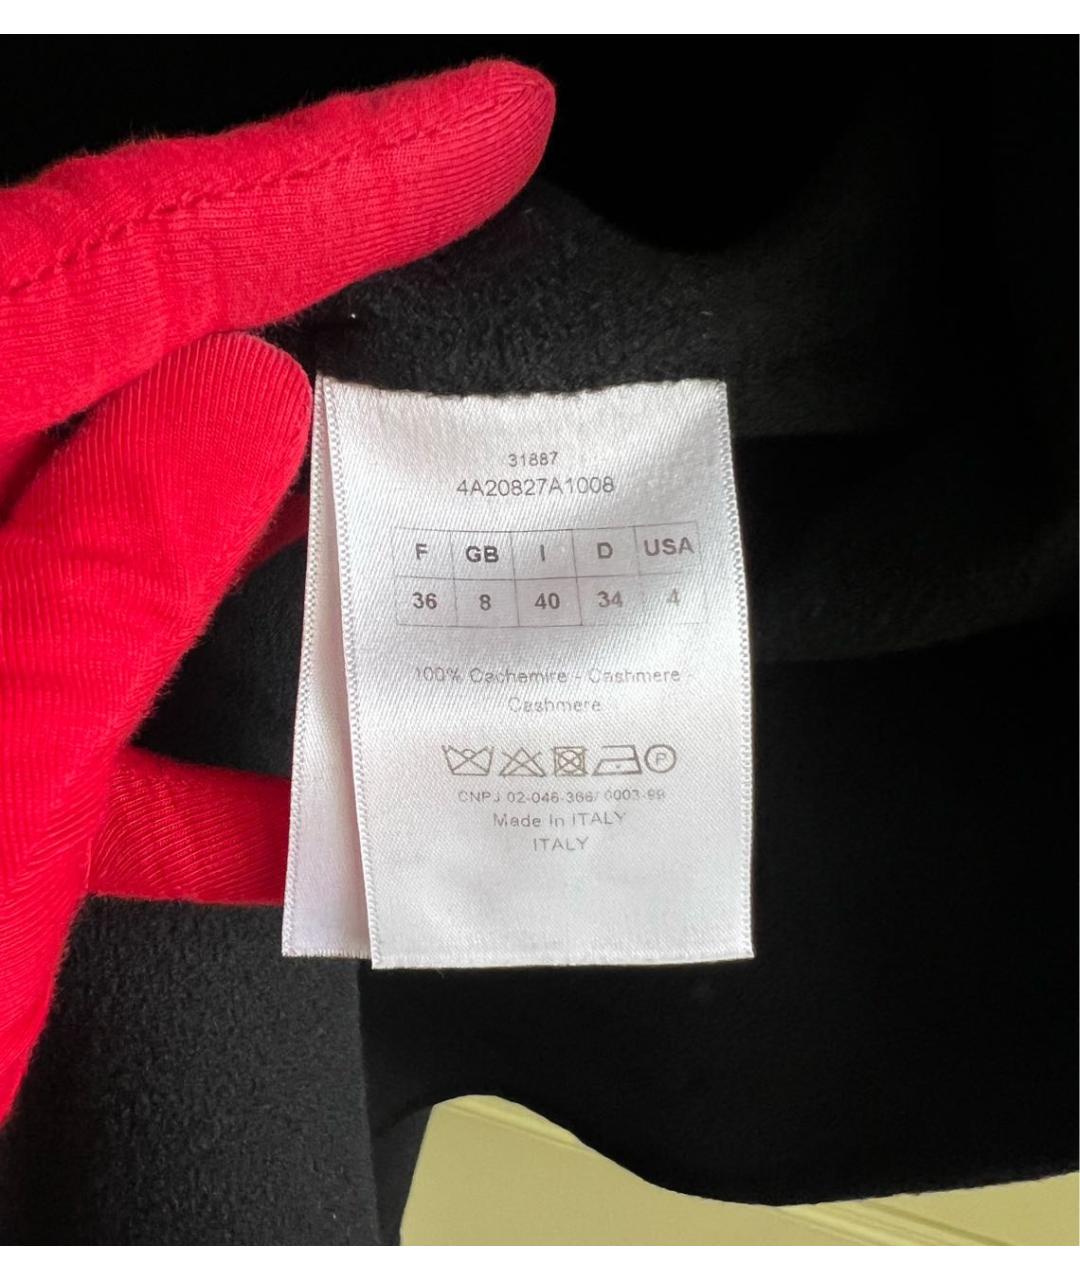 31887
4A20827A1008
F GB I D USA
36 8 40 34 4
100% Cachemire - Cashmere -
Cashmere
P
CNPJ 02-046-366/ 0003-99
Made In ITALY
ITALY